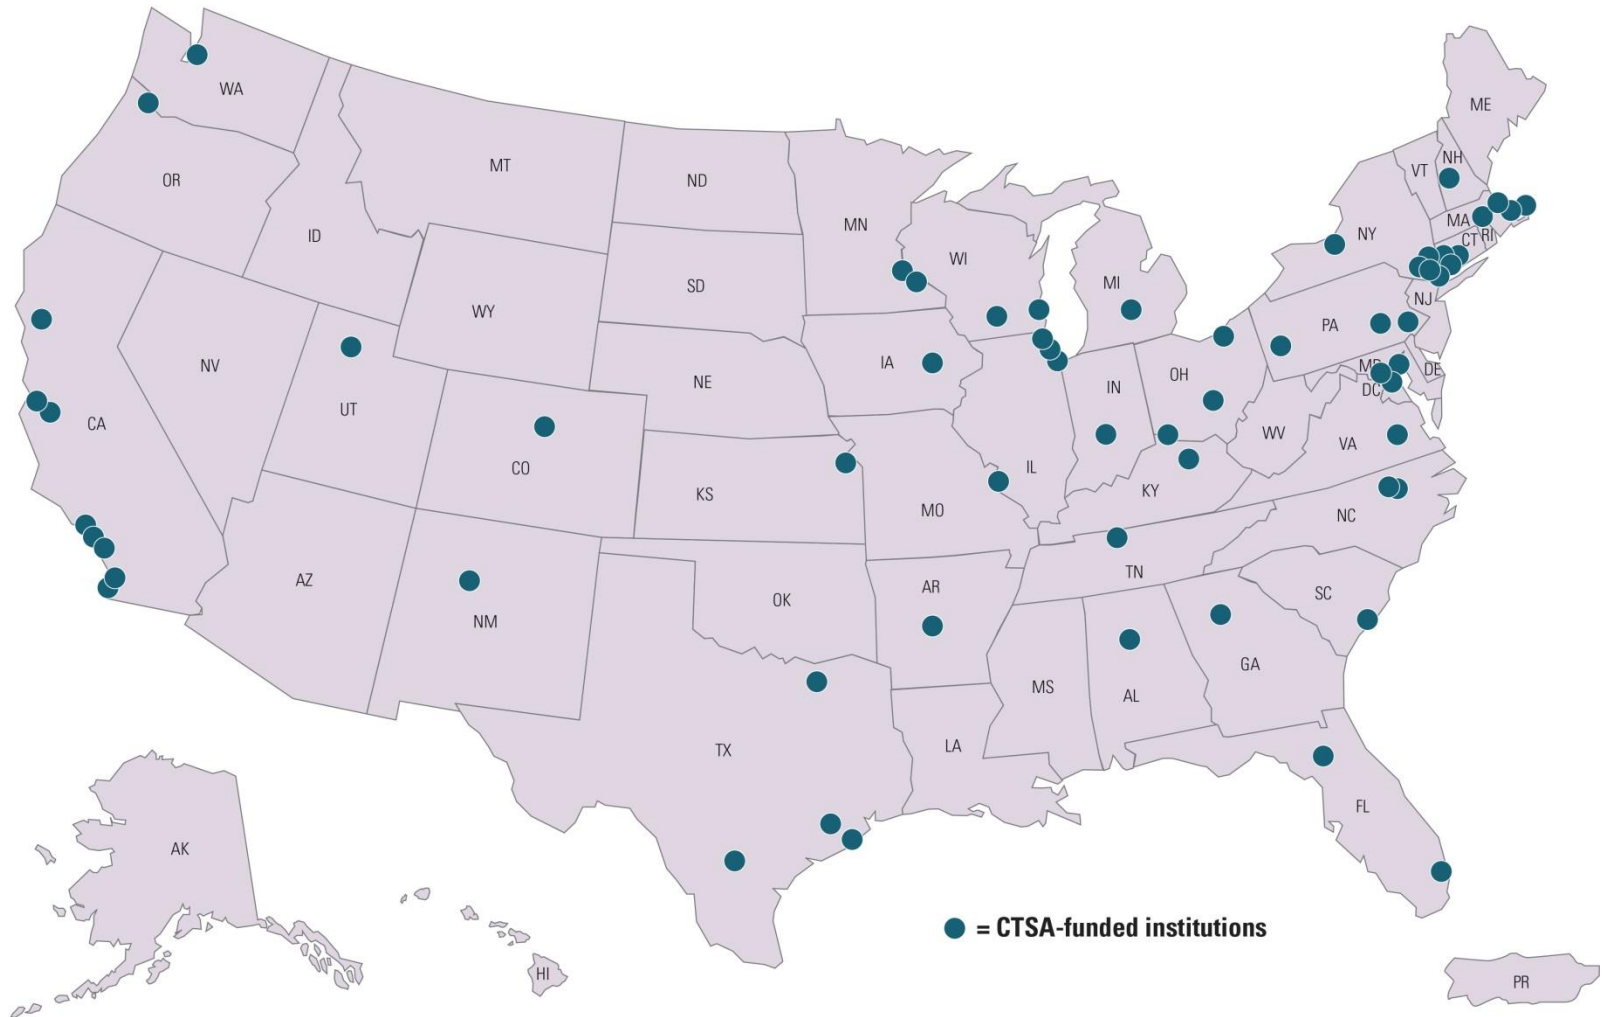 WA
ME
MT
VT
NH
ND
OR
MN
MA
NY
CT
RI
ID
WI
SD
MI
NJ
WY
PA
IA
NV
MD
DE
OH
NE
IN
DC
UT
CA
WV
VA
CO
IL
KS
KY
MO
NC
TN
AZ
AR
OK
SC
NM
GA
MS
AL
TX
LA
FL
AK
= CTSA-funded institutions
HI
PR